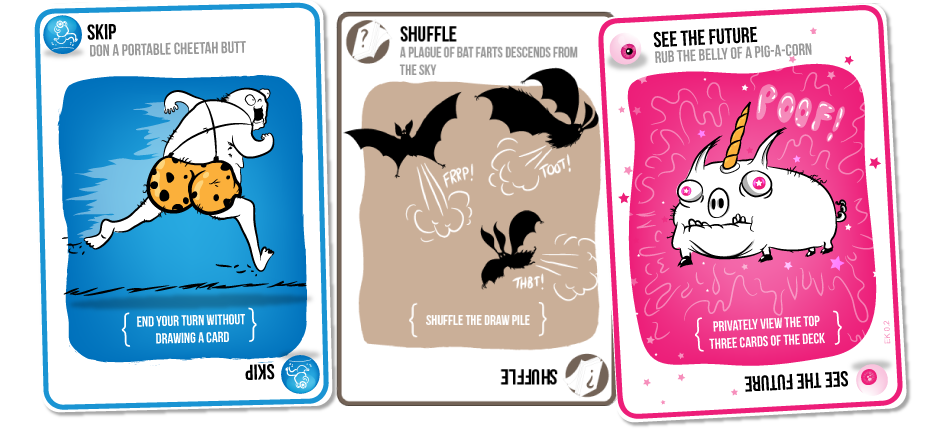 SKIP
DON A PORTABLE CHEETAH BUTT
END YOUR TURN WITHOUT
DRAWING A CARD
SKIP
SHUFFLE
A PLAGUE OF BAT FARTS DESCENDS FROM
THE SKY
?
FRRP!
TOOT!
THBT!
SHUFFLE THE DRAW PILE
SHUFFLE
?
SEE THE FUTURE
RUB THE BELLY OF A PIG-A-CORN
POOF!
PRIVATELY VIEW THE TOP
THREE CARDS OF THE DECK
EK 0.2
SEE THE FUTURE